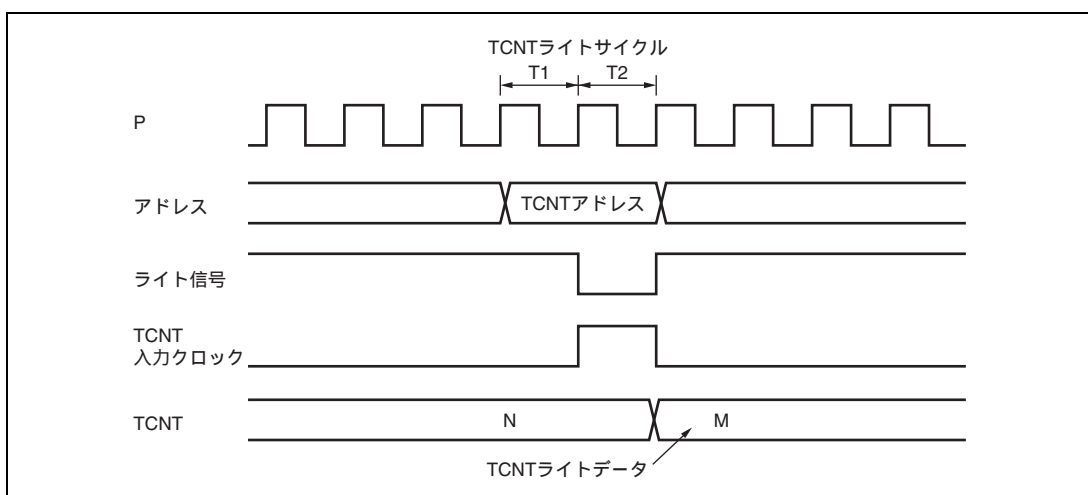 TCNTライトサイクル
T1 T2
P
アドレス
TCNTアドレス
ライト信号
TCNT
入力クロック
TCNT
N
M
TCNTライトデータ